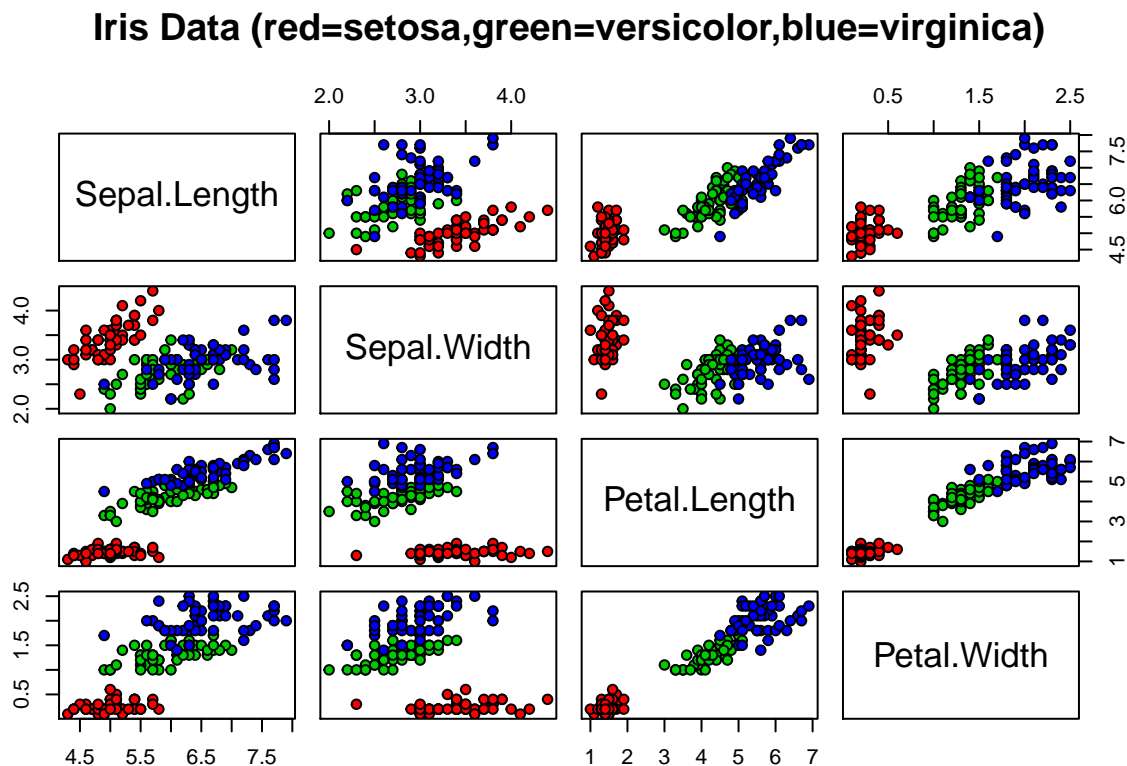 Iris Data (red=setosa,green=versicolor,blue=virginica)
2.0 3.0 4.0
0.5 1.5 2.5
Sepal.Length
4.5 6.0 7.5
2.0 3.0 4.0
Sepal.Width
Petal.Length
1 3 5 7
0.5 1.5 2.5
Petal.Width
4.5 5.5 6.5 7.5
1 2 3 4 5 6 7